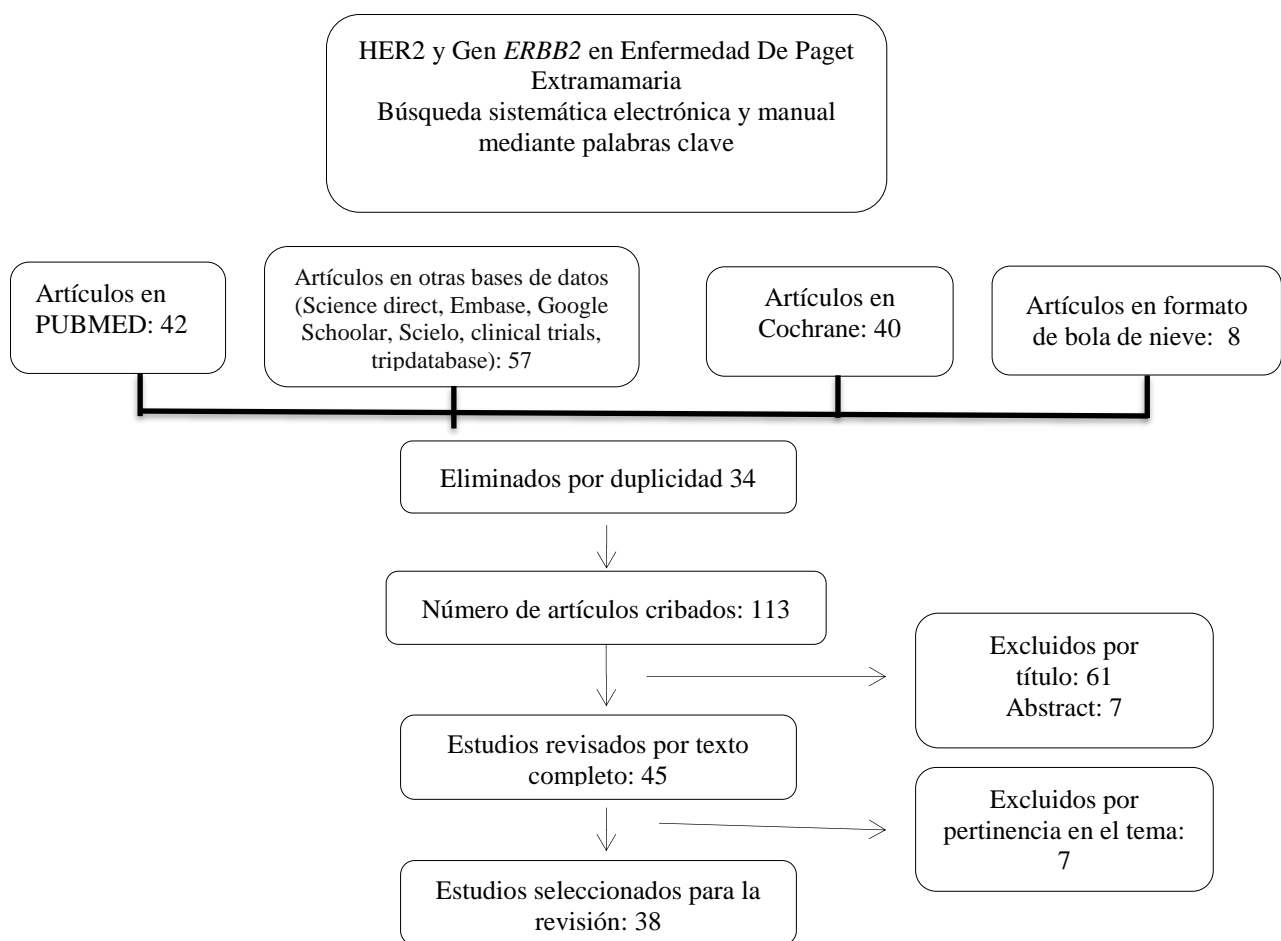 HER2 y Gen ERBB2 en Enfermedad De Paget
Extramamaria
Búsqueda sistemática electrónica y manual
mediante palabras clave
Artículos en
PUBMED: 42
Artículos en otras bases de datos
(Science direct, Embase, Google
Schoolar, Scielo, clinical trials,
tripdatabase): 57
Artículos en
Cochrane: 40
Artículos en formato
de bola de nieve: 8
Eliminados por duplicidad 34
Número de artículos cribados: 113
Excluidos por
título: 61
Abstract: 7
Estudios revisados por texto
completo: 45
Excluidos por
pertinencia en el tema:
7
Estudios seleccionados para la
revisión: 38